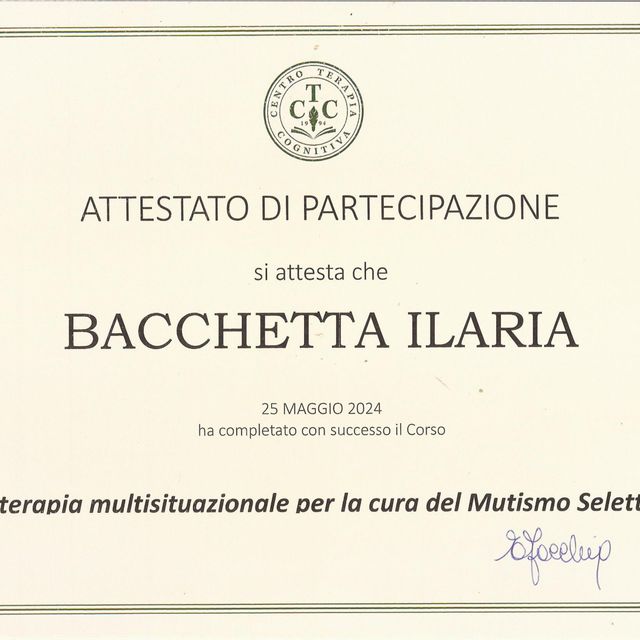 CENTRO TERAPIA
CTC
1994
COGNITIVA
ATTESTATO DI PARTECIPAZIONE
si attesta che
BACCHETTA ILARIA
25 MAGGIO 2024
ha completato con successo il Corso
terapia multisituazionale per la cura del Mutismo Selett